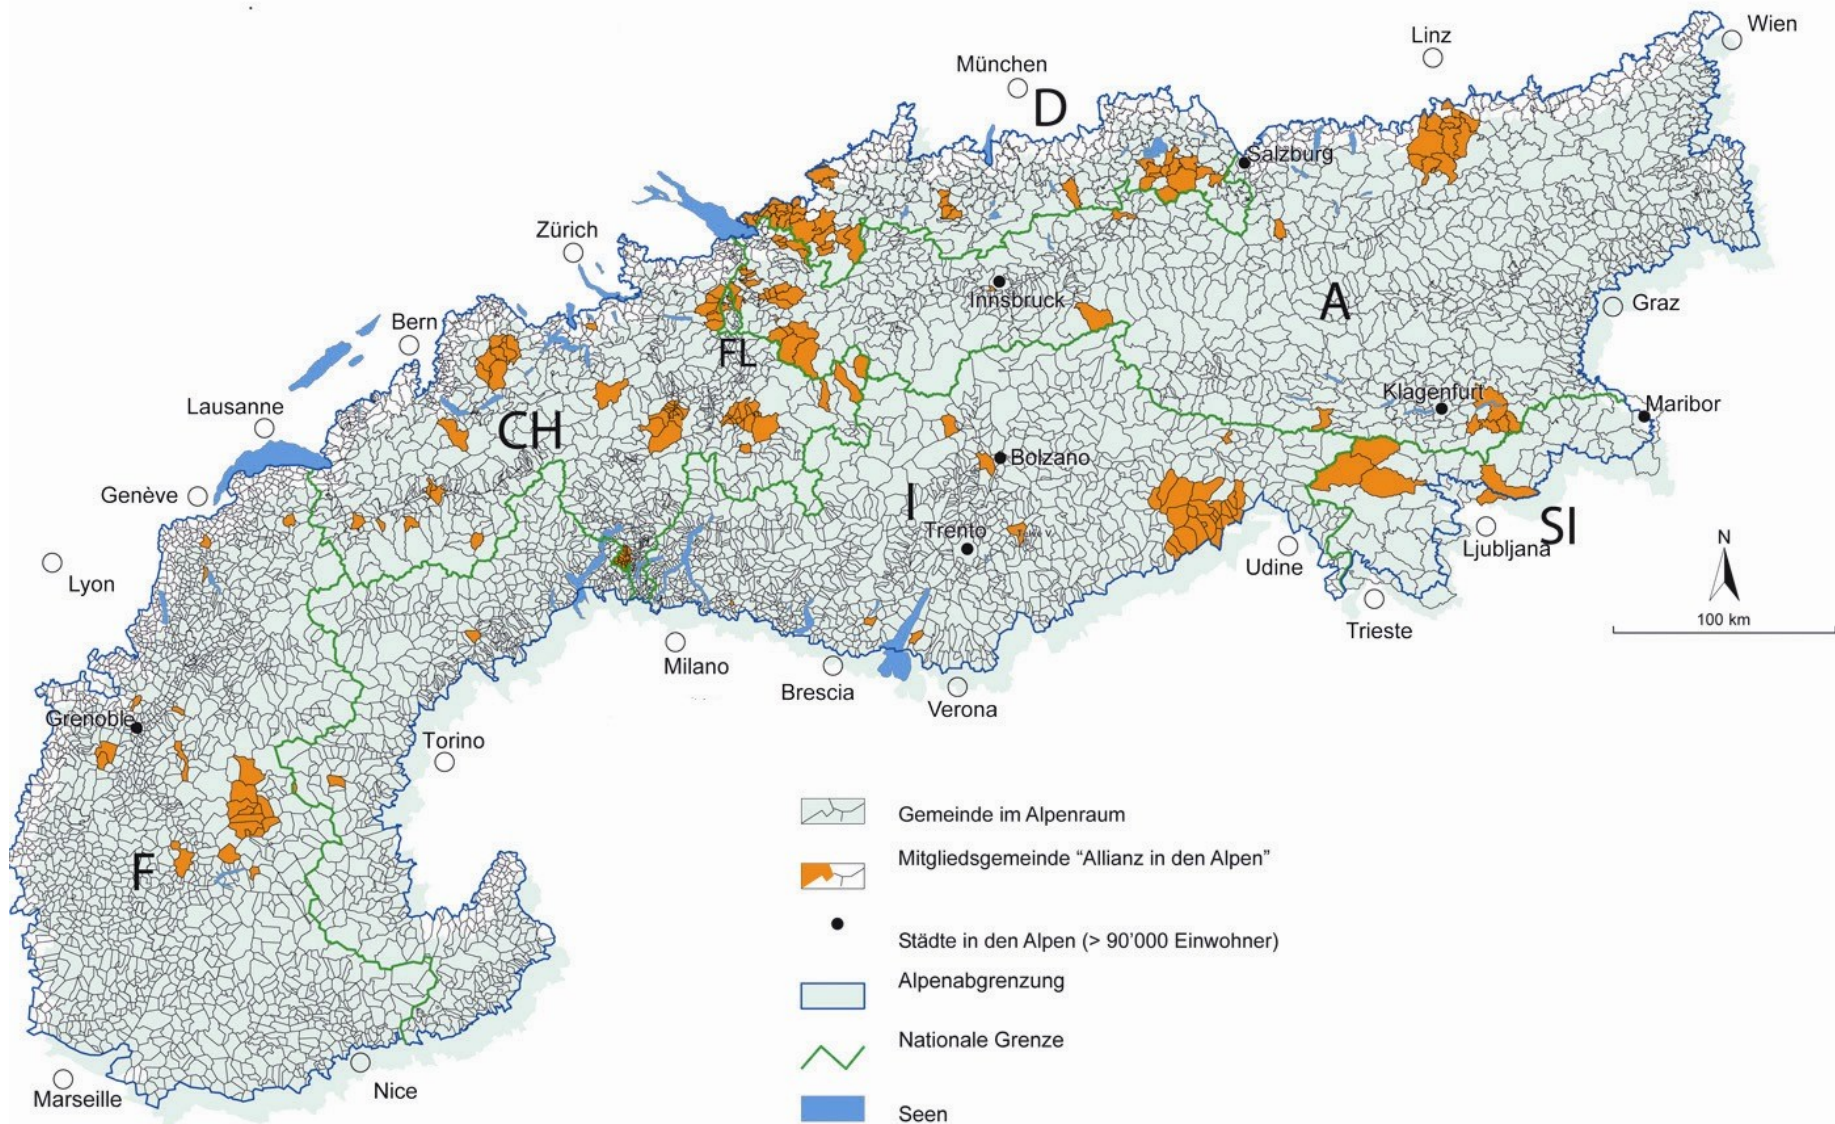 Wien
Linz
München
D
Salzburg
Zürich
Innsbruck
A
Graz
Bern
FL
Lausanne
CH
Klagenfurt
Maribor
Bolzano
Genève
I
Trento
SI
Ljubljana
Udine
N
Lyon
100 km
Trieste
Milano
Brescia
Verona
Grenoble
Torino
F
Gemeinde im Alpenraum
Mitgliedsgemeinde "Allianz in den Alpen"
Städte in den Alpen (> 90'000 Einwohner)
Alpenabgrenzung
Nationale Grenze
Nice
Marseille
Seen